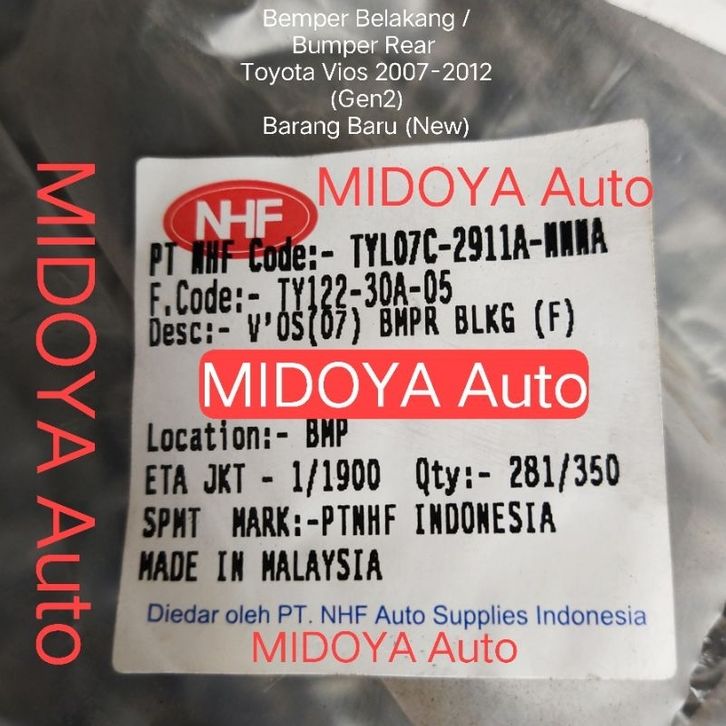 Bemper Belakang /
Bumper Rear
Toyota Vios 2007-2012
(Gen2)
Barang Baru (New)
MIDOYA Auto
NHF
MIDOYA Auto
PT NHF Code:- TYL07C-2911A-NNNA
F.Code:- TY122-30A-05
Desc:- V'OS(07) BMPR BLKG (F)
MIDOYA Auto
Location:- BMP
ETA JKT - 1/1900 Qty:- 281/350
SPMT MARK:-PTNHF INDONESIA
MADE IN MALAYSIA
Diedar oleh PT. NHF Auto Supplies Indonesia
MIDOYA Auto